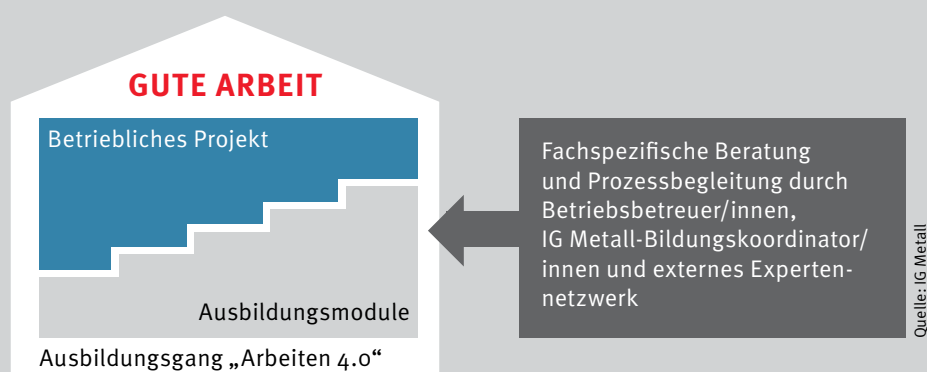 GUTE ARBEIT
Betriebliches Projekt
Ausbildungsmodule
Ausbildungsgang „Arbeiten 4.0“
Fachspezifische Beratung
und Prozessbegleitung durch
Betriebsbetreuer/innen,
IG Metall-Bildungskoordinator/
innen und externes Experten-
netzwerk
Quelle: IG Metall